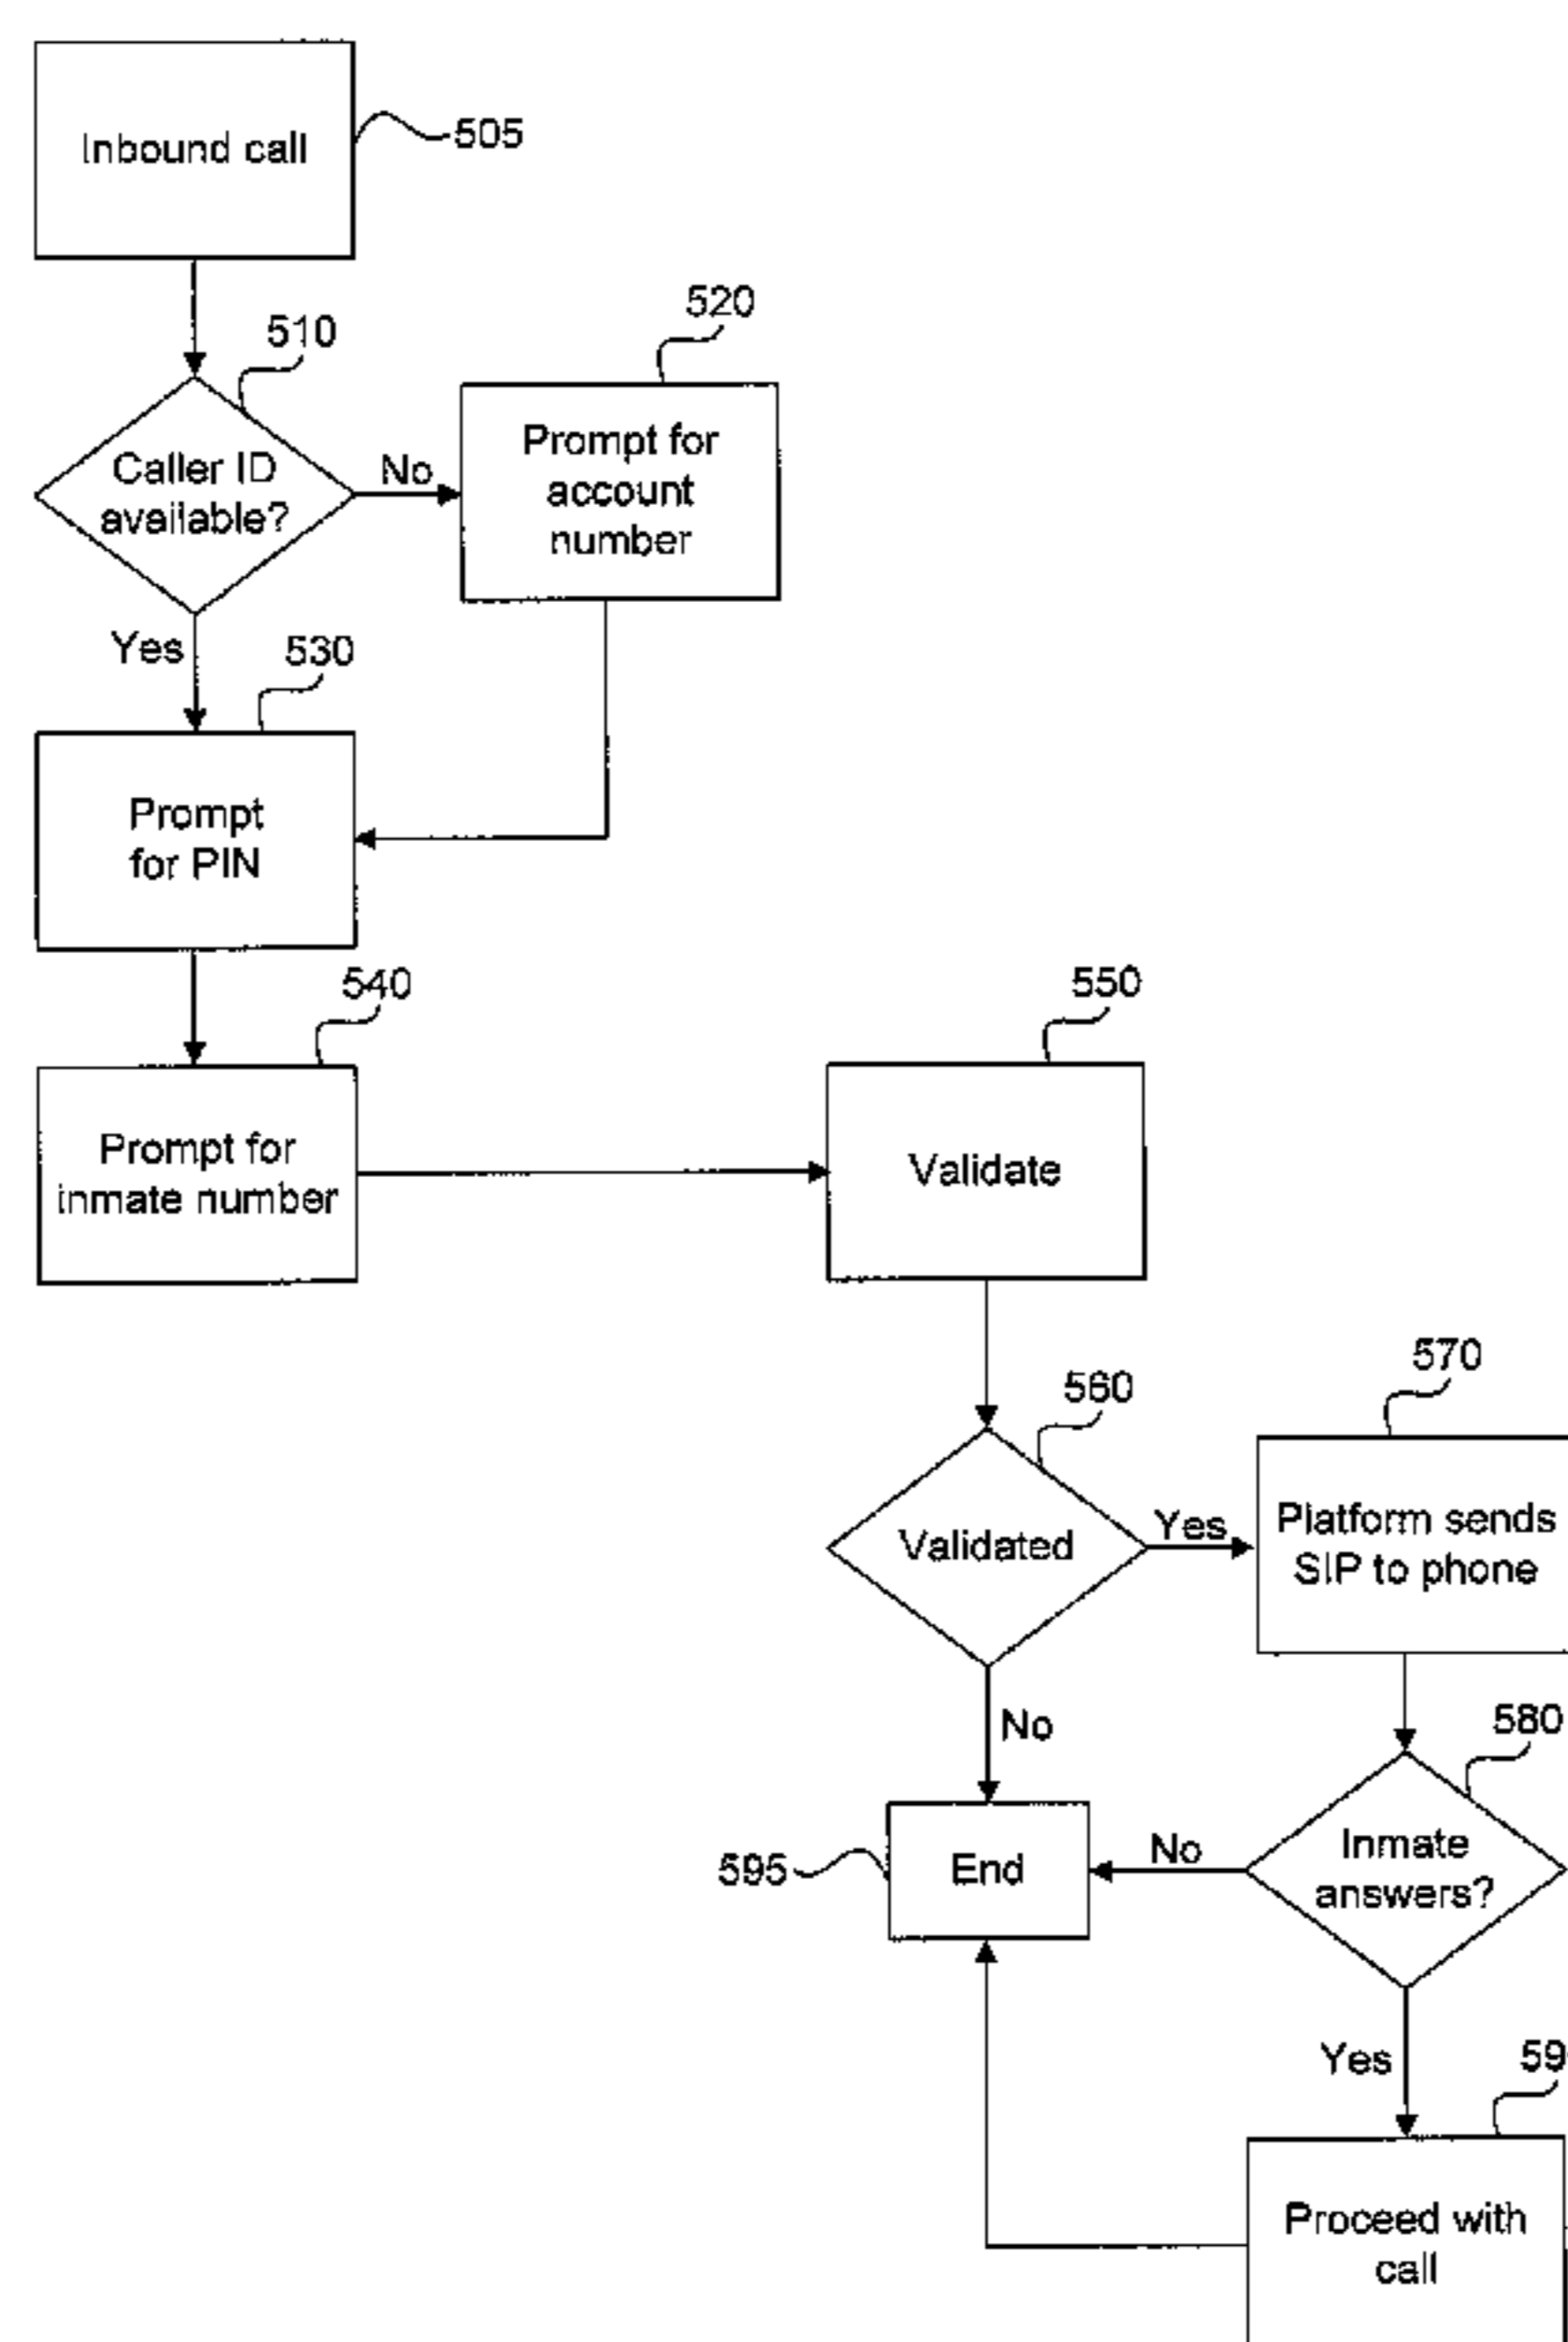 Inbound call
505
510
520
Caller ID
available?
No
Prompt for
account
number
Yes
530
Prompt
for PIN
540
550
Prompt for
inmate number
Validate
560
570
Validated
Yes
Platform sends
SIP to phone
No
580
595
End
No
Inmate
answers?
Yes
59
Proceed with
call